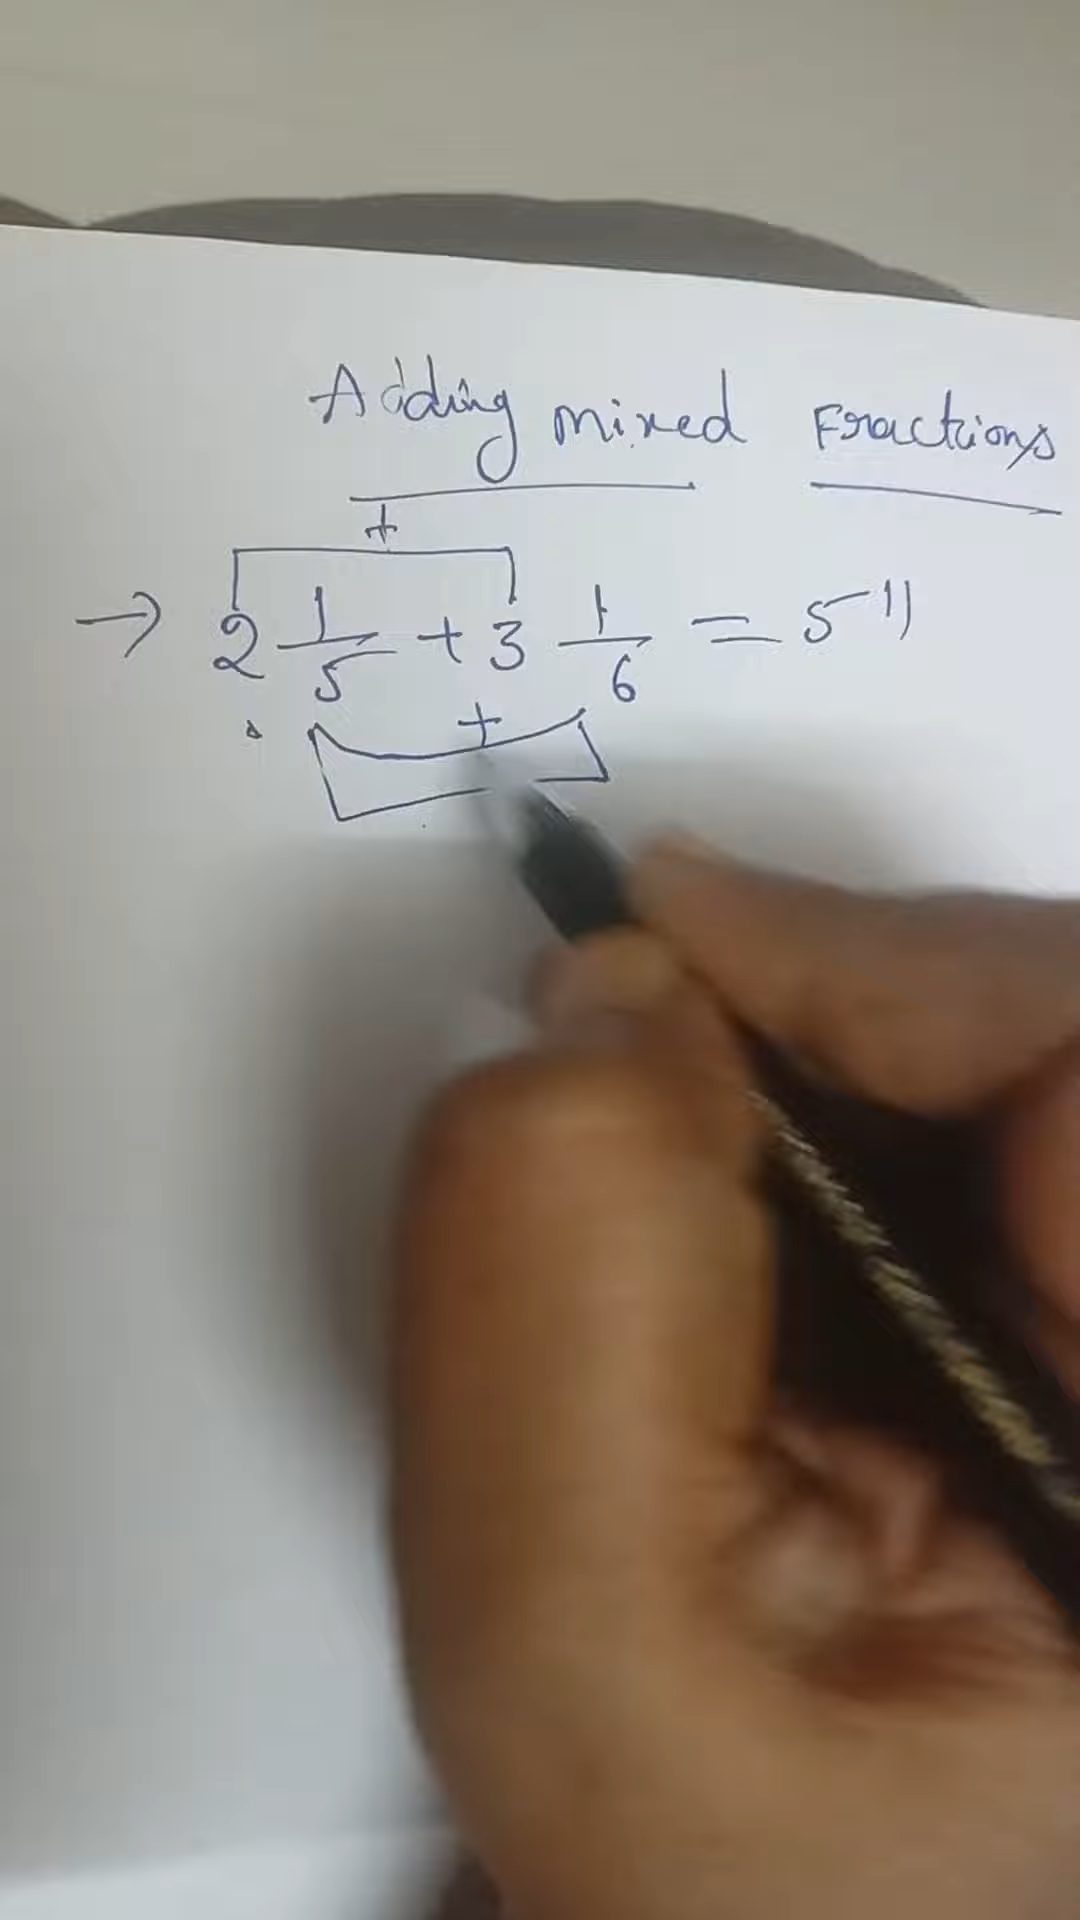 Adding mixed Fractions
+
→ 2 1/5 + 3 1/6 = 5 11
+